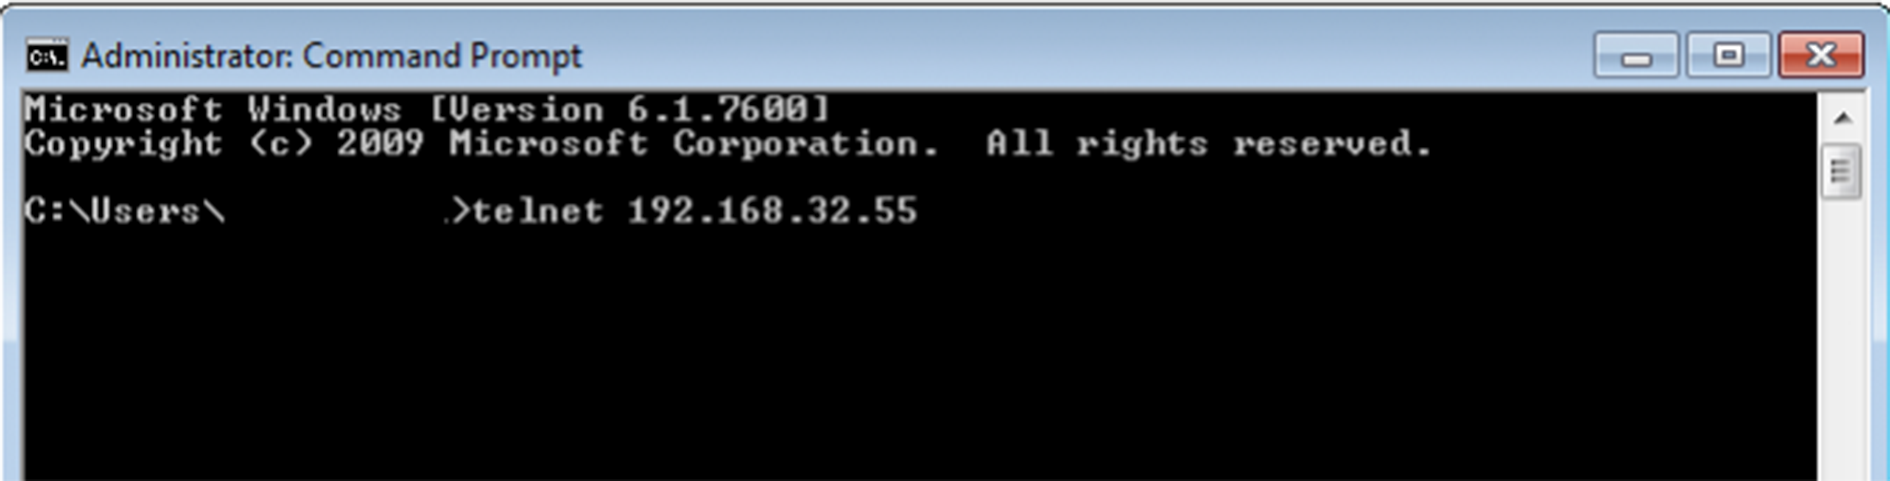 Administrator: Command Prompt
Microsoft Windows [Version 6.1.7600]
Copyright (c) 2009 Microsoft Corporation.  All rights reserved.
C:\Users\                .>telnet 192.168.32.55